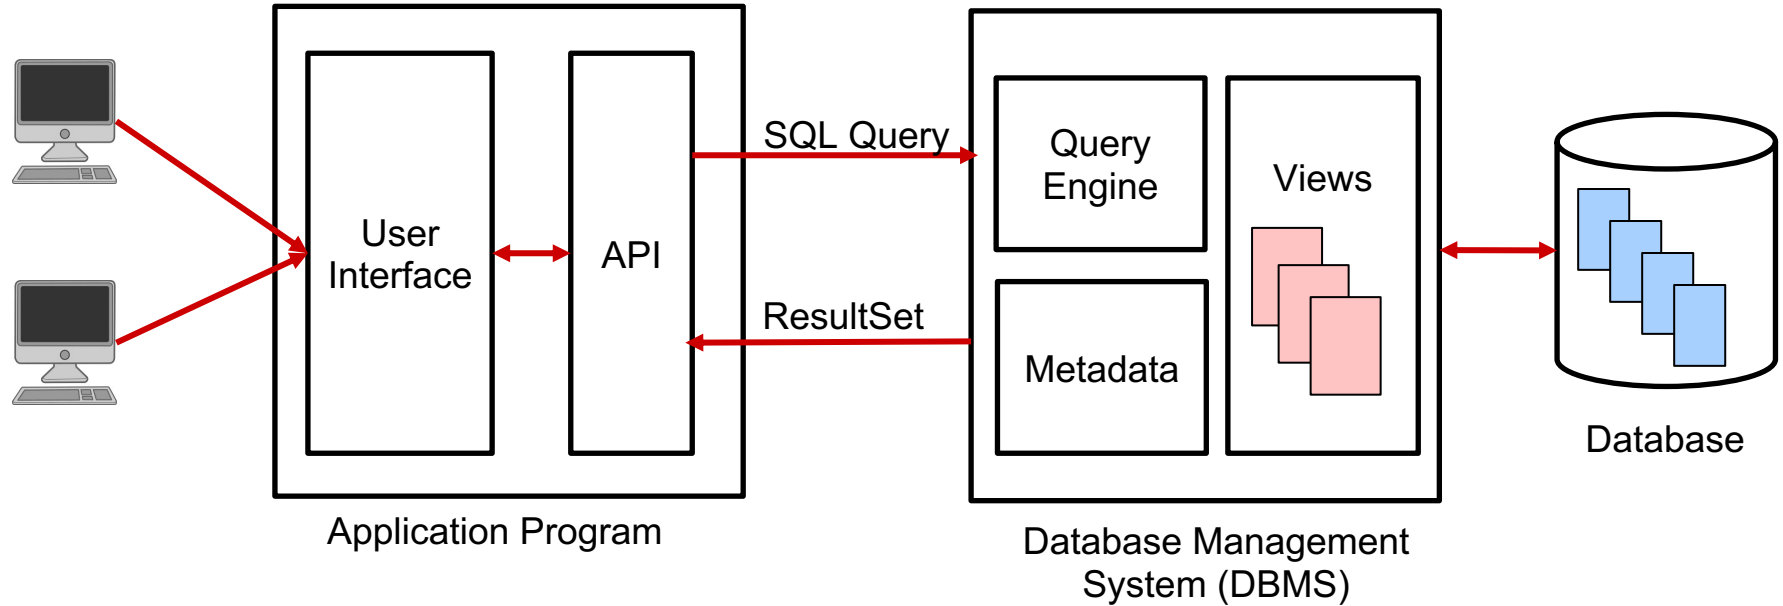 User
Interface
API
Application Program
SQL Query
ResultSet
Query
Engine
Metadata
Views
Database Management
System (DBMS)
Database